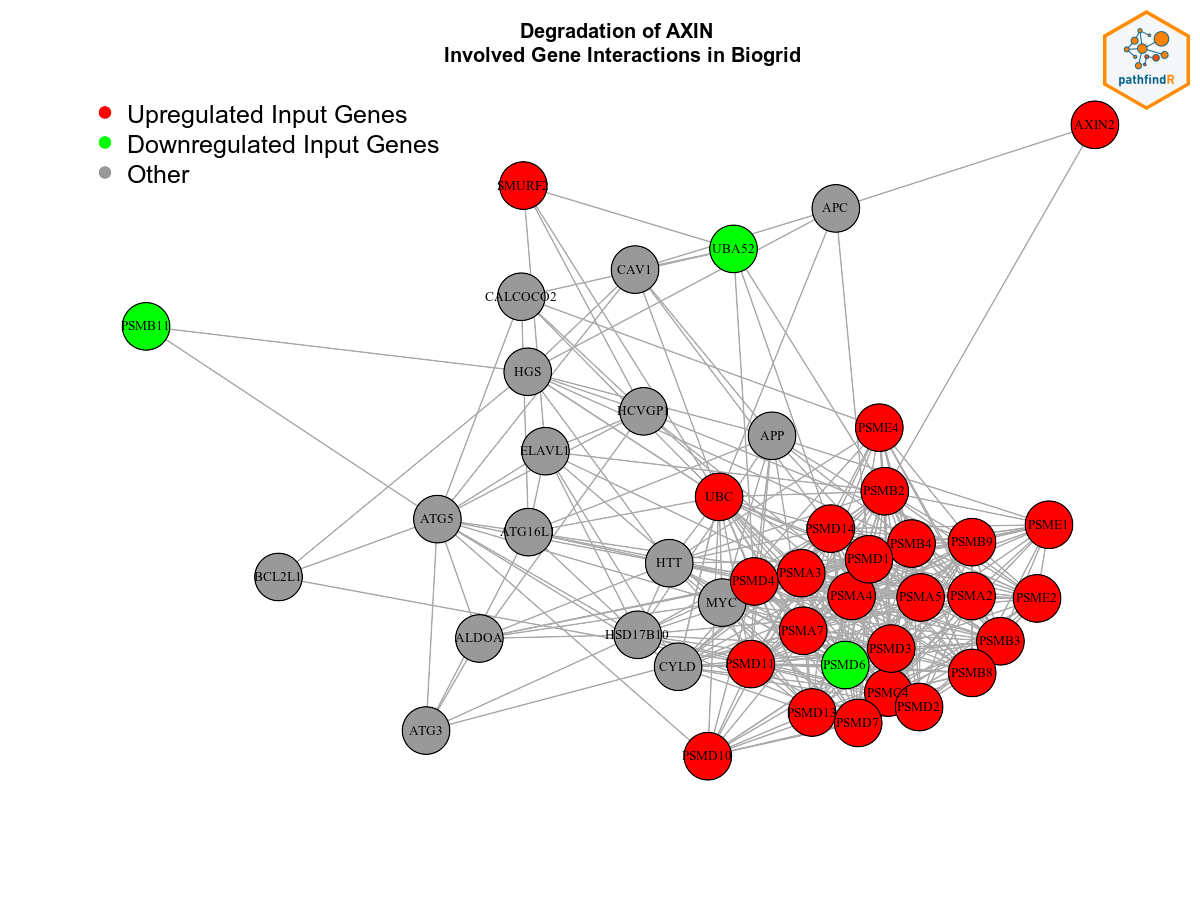 Degradation of AXIN
Involved Gene Interactions in Biogrid
pathfindR
Upregulated Input Genes
Downregulated Input Genes
Other
AXIN2
SMURF2
APC
UBA52
CAV1
CALCOCO2
PSMB11
HGS
HCVGP1
PSME4
APP
ELAVL1
PSMB2
UBC
ATG5
PSME1
PSMD14
ATG16L1
PSMB4
PSMB9
PSMD1
HTT
PSMA3
BCL2L1
PSMD4
PSMA4
PSMA5
PSMA2
PSME2
MYC
PSMA7
HSD17B10
ALDOA
PSMB3
PSMD3
PSMD11
PSMD6
CYLD
PSMB8
PSMC4
PSMD2
PSMD13
PSMD7
ATG3
PSMD10